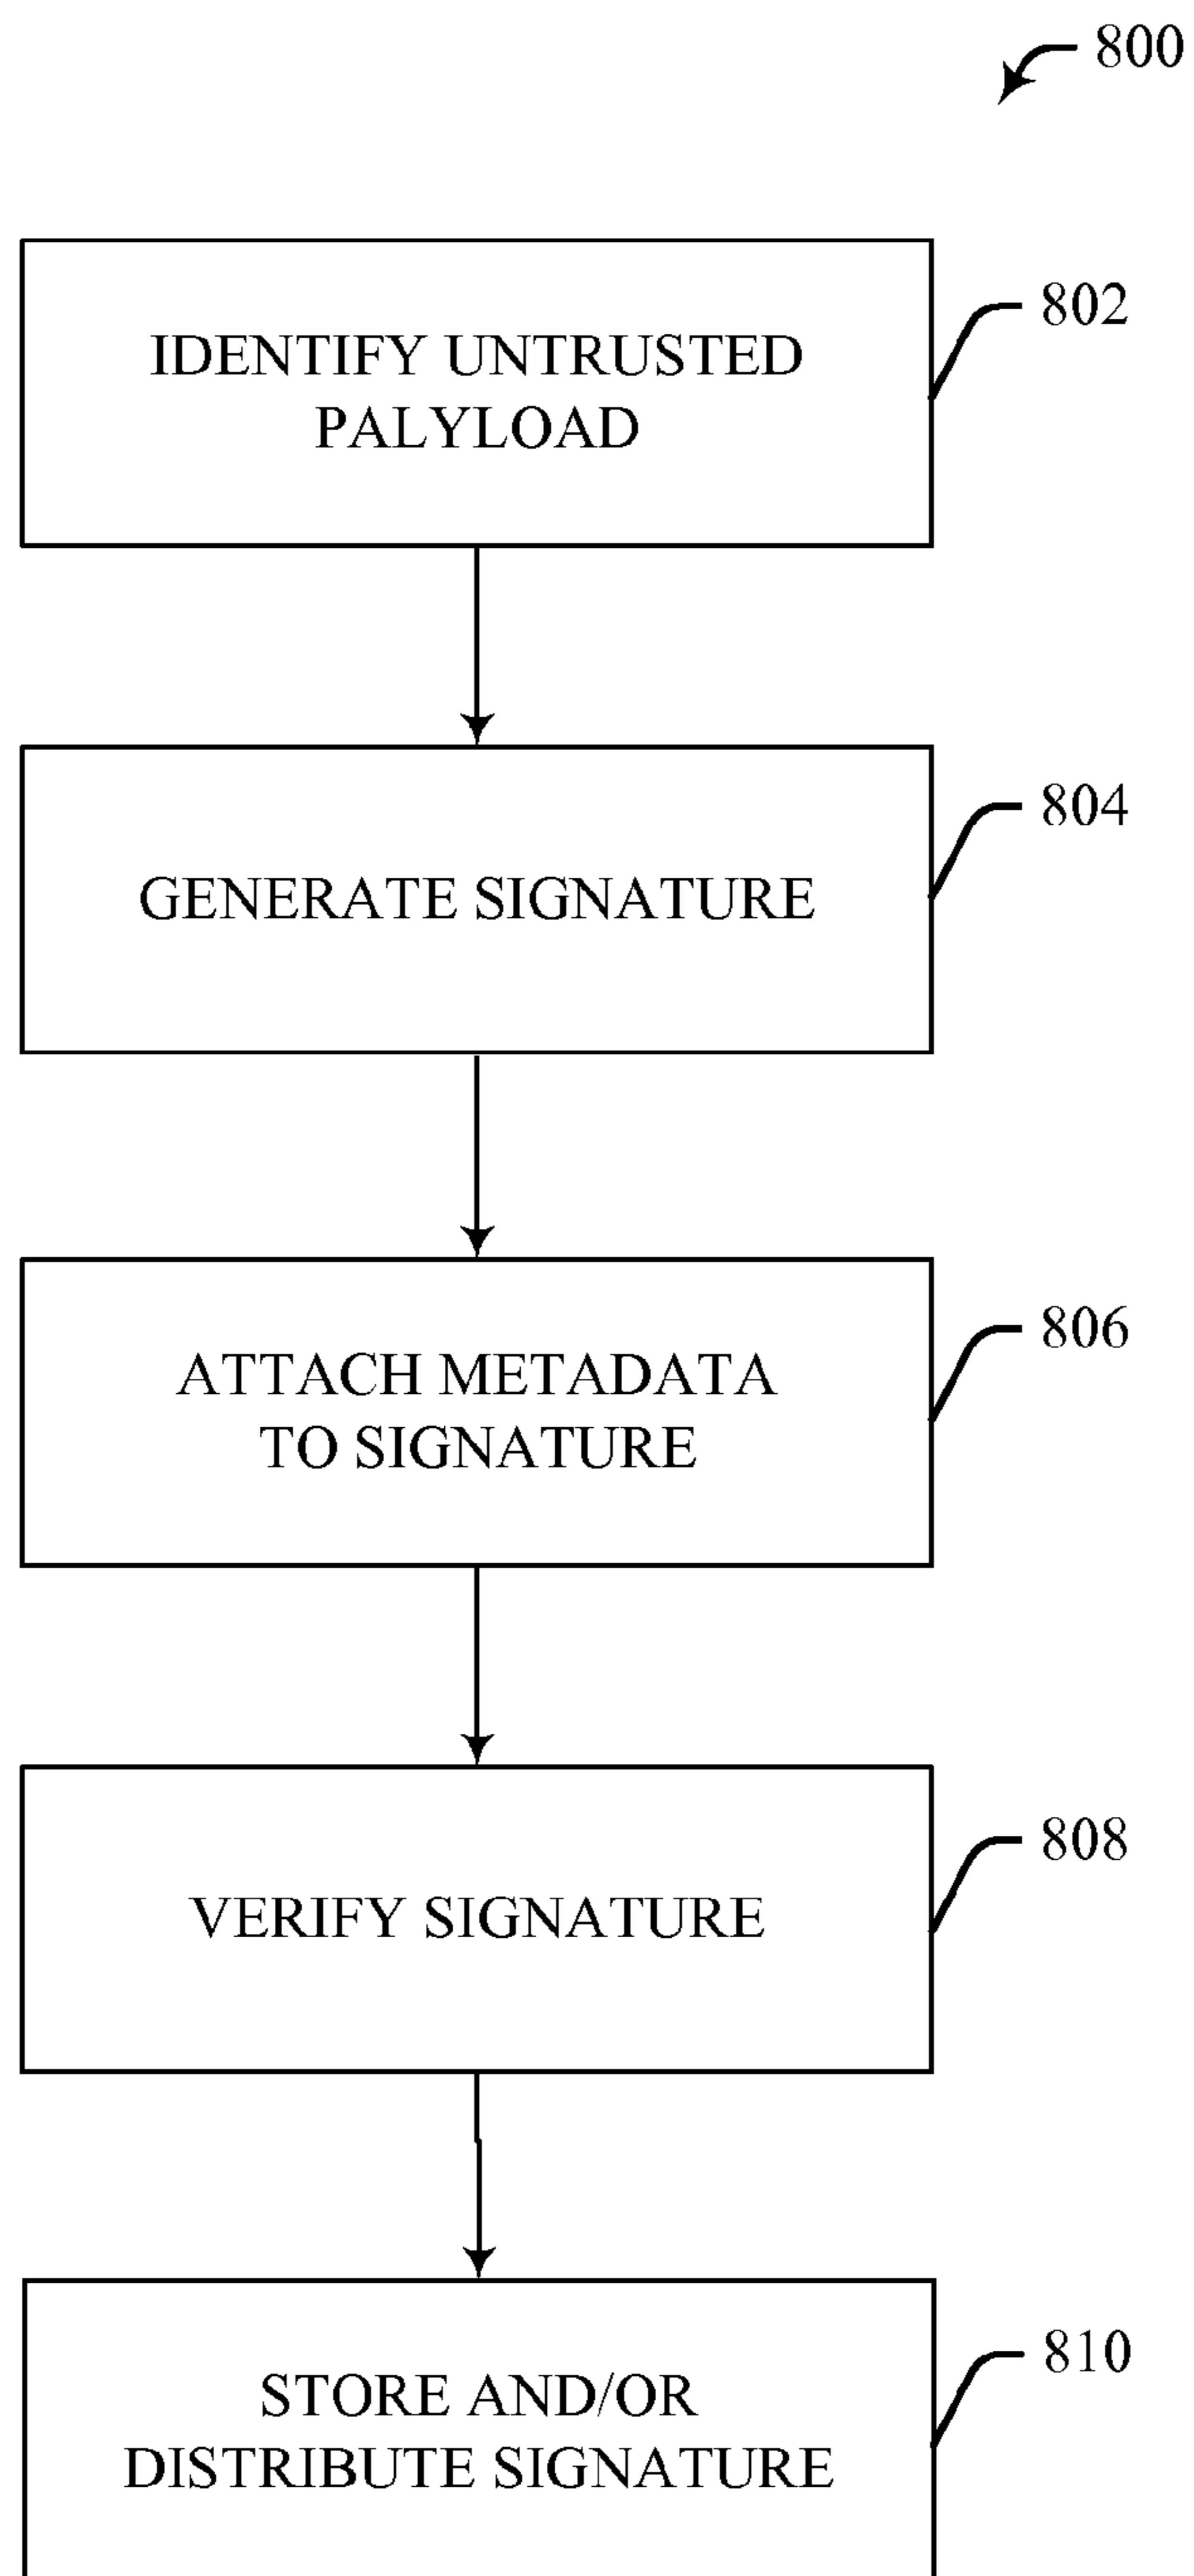 800
IDENTIFY UNTRUSTED
PALYLOAD
802
GENERATE SIGNATURE
804
ATTACH METADATA
TO SIGNATURE
806
VERIFY SIGNATURE
808
STORE AND/OR
DISTRIBUTE SIGNATURE
810